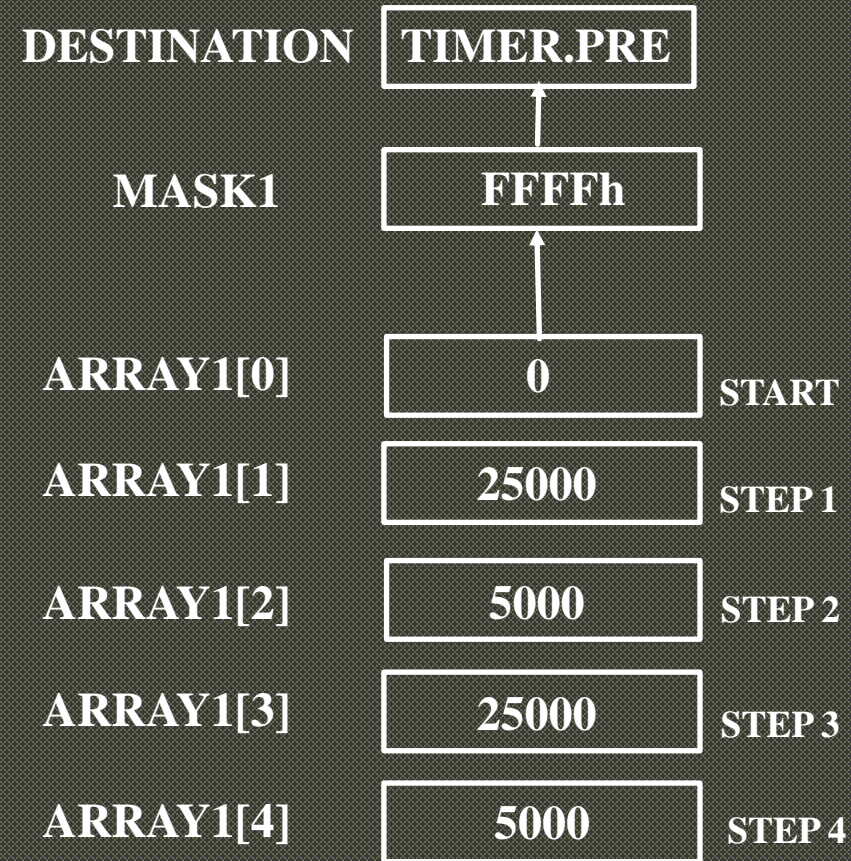 DESTINATION TIMER.PRE
MASK1 FFFFh
ARRAY1[0] 0 START
ARRAY1[1] 25000 STEP 1
ARRAY1[2] 5000 STEP 2
ARRAY1[3] 25000 STEP 3
ARRAY1[4] 5000 STEP 4